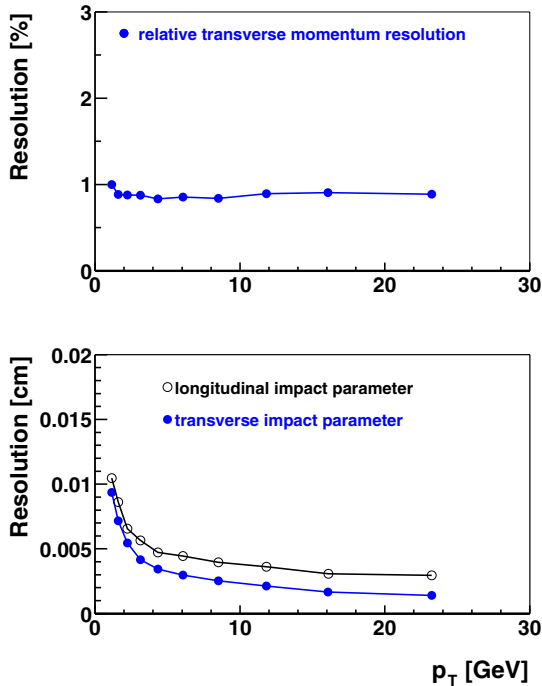 Resolution [%]
3
relative transverse momentum resolution
2
1
0
0 10 20 30
Resolution [cm]
0.02
longitudinal impact parameter
0.015
transverse impact parameter
0.01
0.005
0
0 10 20 30
p_T [GeV]